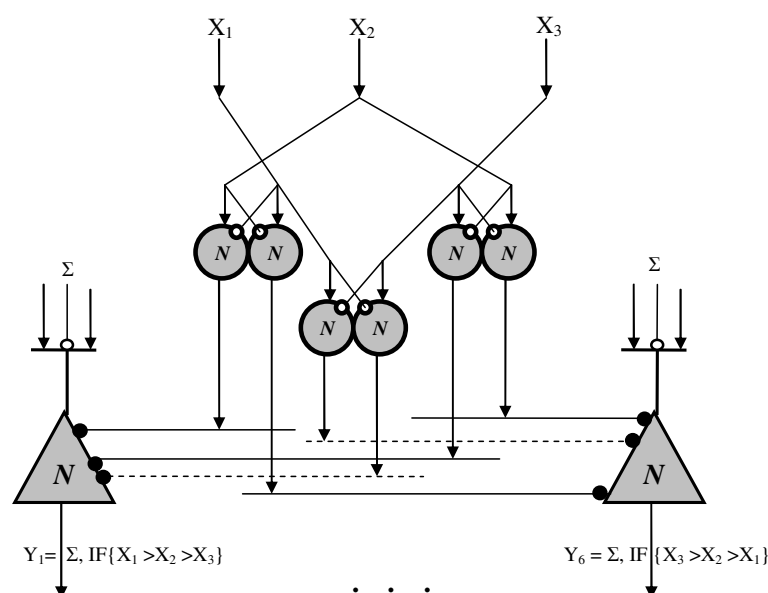 X₁ X₂ X₃
N N N N
Σ Σ
N N
N N
Y₁= Σ, IF{X₁ >X₂ >X₃} Y₆ = Σ, IF {X₃ >X₂ >X₁}
. . .